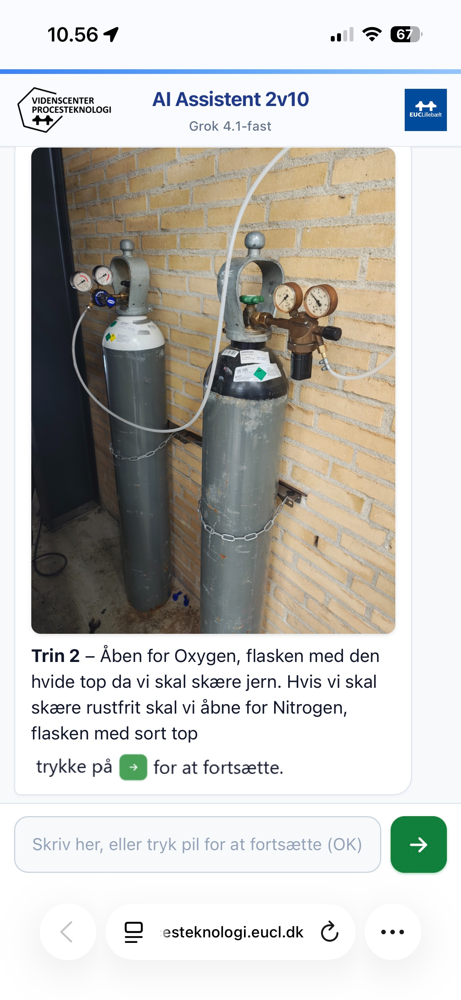 10.56
67
VIDENSCENTER
PROCESTEKNOLOGI
AI Assistent 2v10
Grok 4.1-fast
EUCLillebælt
UN 1066
Trin 2 – Åben for Oxygen, flasken med den
hvide top da vi skal skære jern. Hvis vi skal
skære rustfrit skal vi åbne for Nitrogen,
flasken med sort top
trykke på → for at fortsætte.
Skriv her, eller tryk pil for at fortsætte (OK)
esteknologi.eucl.dk